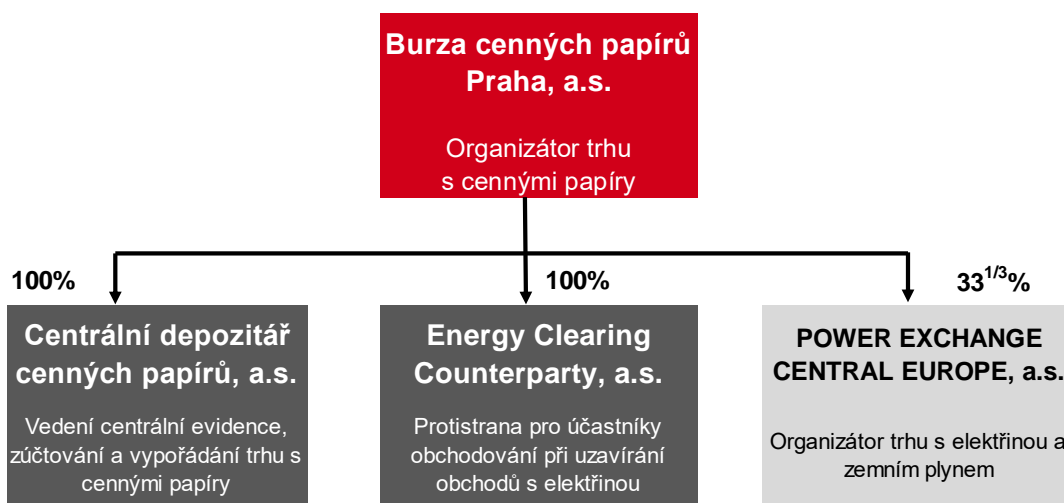 Burza cenných papírů
Praha, a.s.
Organizátor trhu
s cennými papíry
100%
100%
33^1/3%
Centrální depozitář
cenných papírů, a.s.
Vedení centrální evidence,
zúčtování a vypořádání trhu s
cennými papíry
Energy Clearing
Counterparty, a.s.
Protistrana pro účastníky
obchodování při uzavírání
obchodů s elektřinou
POWER EXCHANGE
CENTRAL EUROPE, a.s.
Organizátor trhu s elektřinou a
zemním plynem